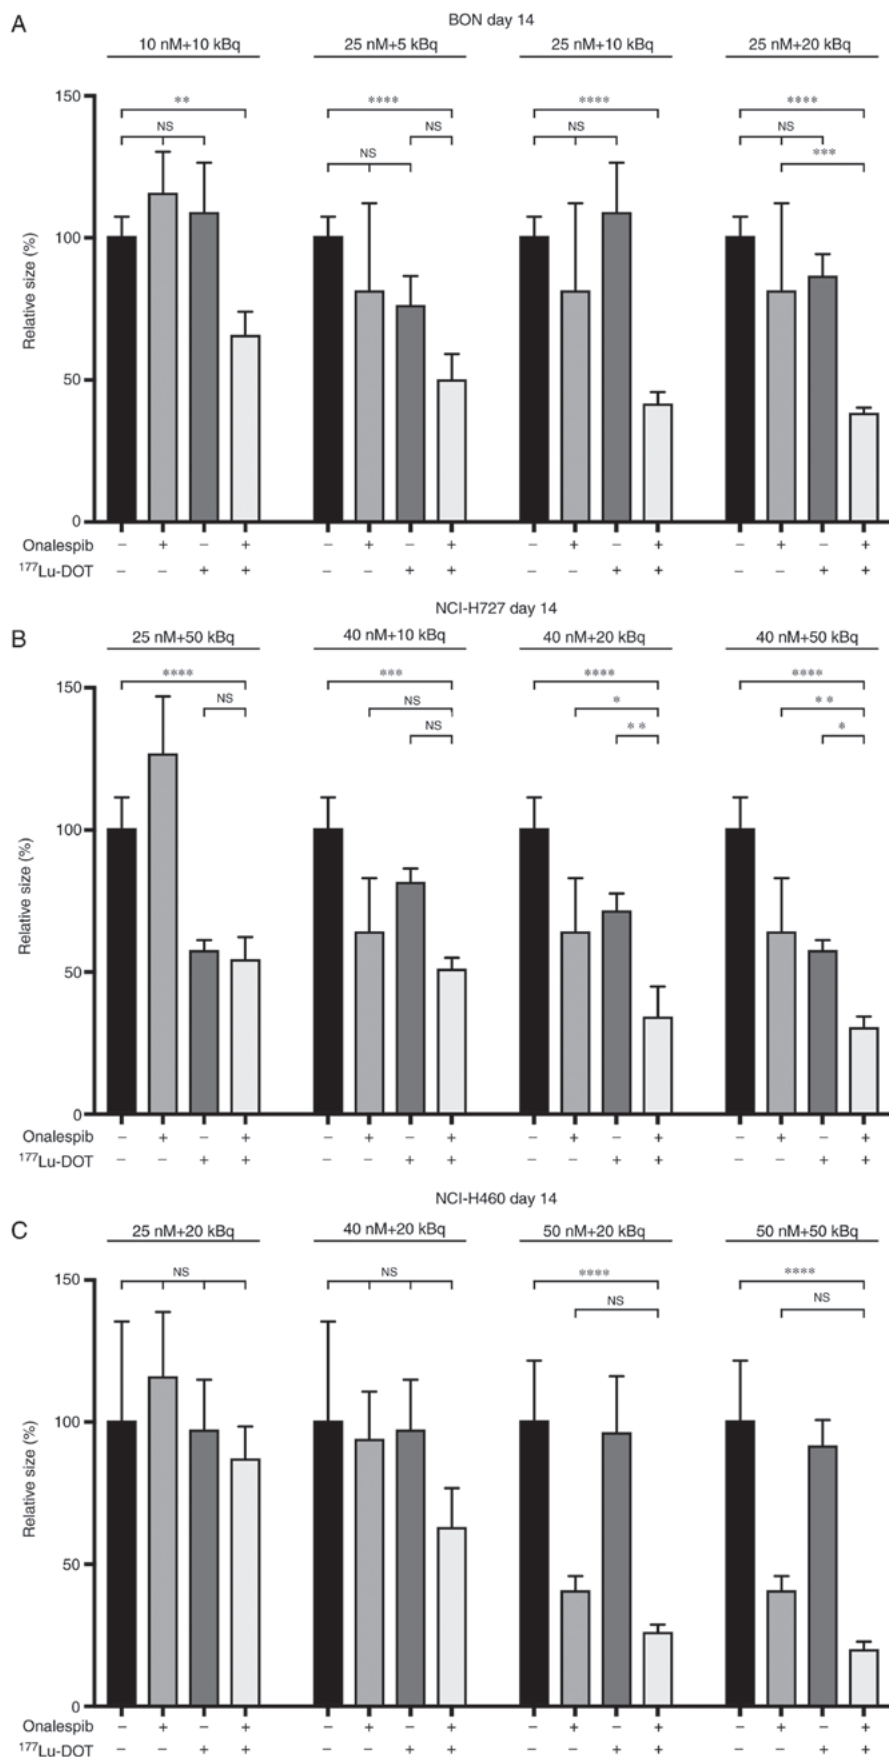 A
BON day 14
10 nM+10 kBq 25 nM+5 kBq 25 nM+10 kBq 25 nM+20 kBq
150
** **** **** ****
NS NS NS NS
NS ***
100
Relative size (%)
50
0
Onalespib – + – + – + – + – + – + – + – +
¹⁷⁷Lu-DOT – – + + – – + + – – + + – – + +
NCI-H727 day 14
B
25 nM+50 kBq 40 nM+10 kBq 40 nM+20 kBq 40 nM+50 kBq
150
**** *** **** ****
NS NS * **
NS ** *
100
Relative size (%)
50
0
Onalespib – + – + – + – + – + – + – + – +
¹⁷⁷Lu-DOT – – + + – – + + – – + + – – + +
NCI-H460 day 14
C
25 nM+20 kBq 40 nM+20 kBq 50 nM+20 kBq 50 nM+50 kBq
150
NS NS **** ****
NS NS
100
Relative size (%)
50
0
Onalespib – + – + – + – + – + – + – + – +
¹⁷⁷Lu-DOT – – + + – – + + – – + + – – + +